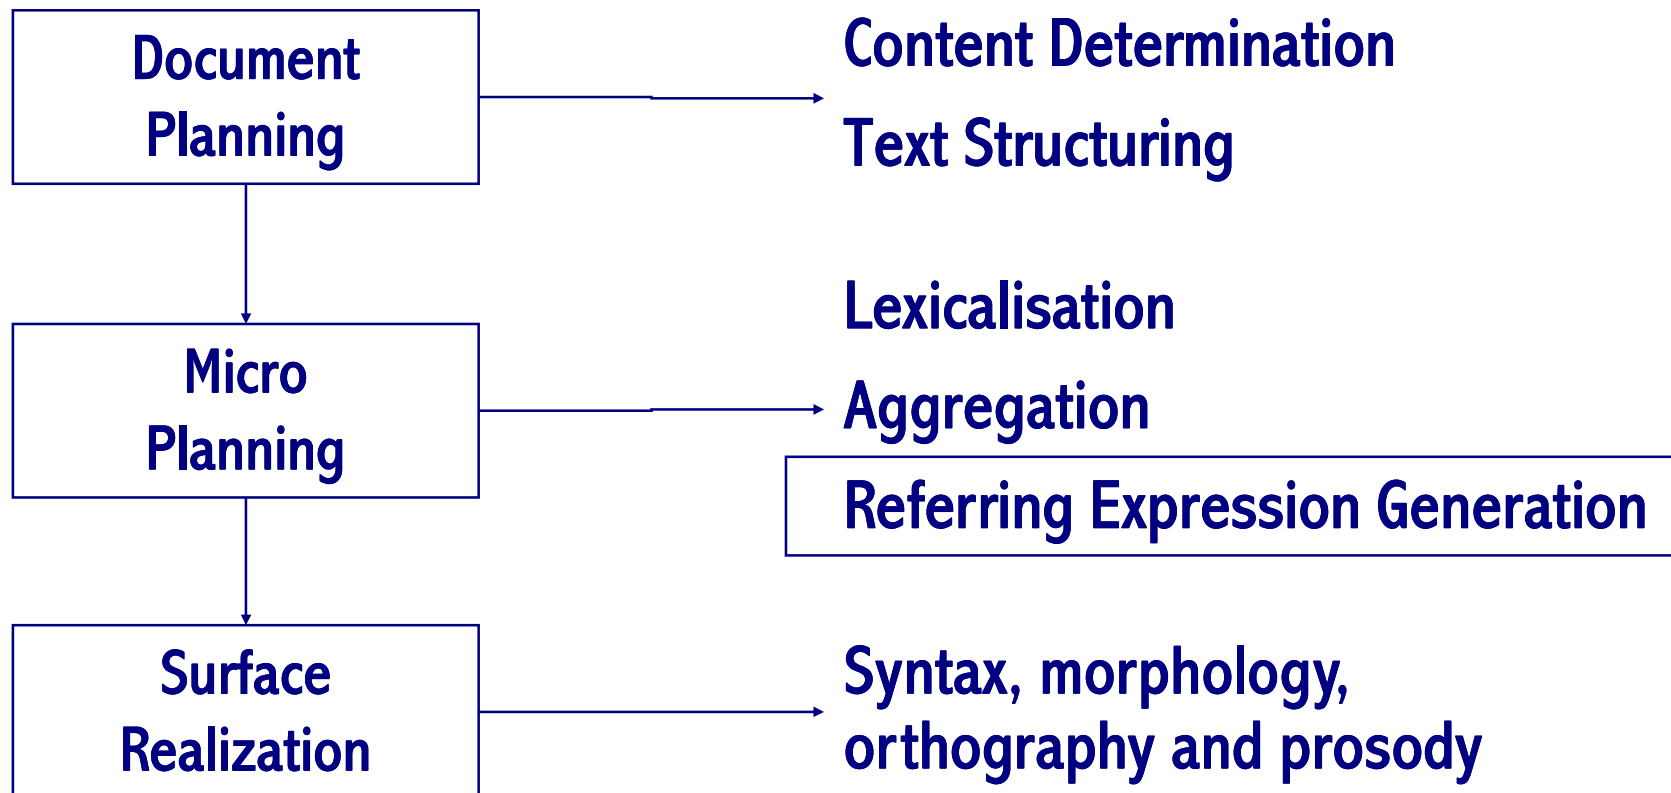 Document
Planning
Content Determination
Text Structuring
Micro
Planning
Lexicalisation
Aggregation
Referring Expression Generation
Surface
Realization
Syntax, morphology,
orthography and prosody